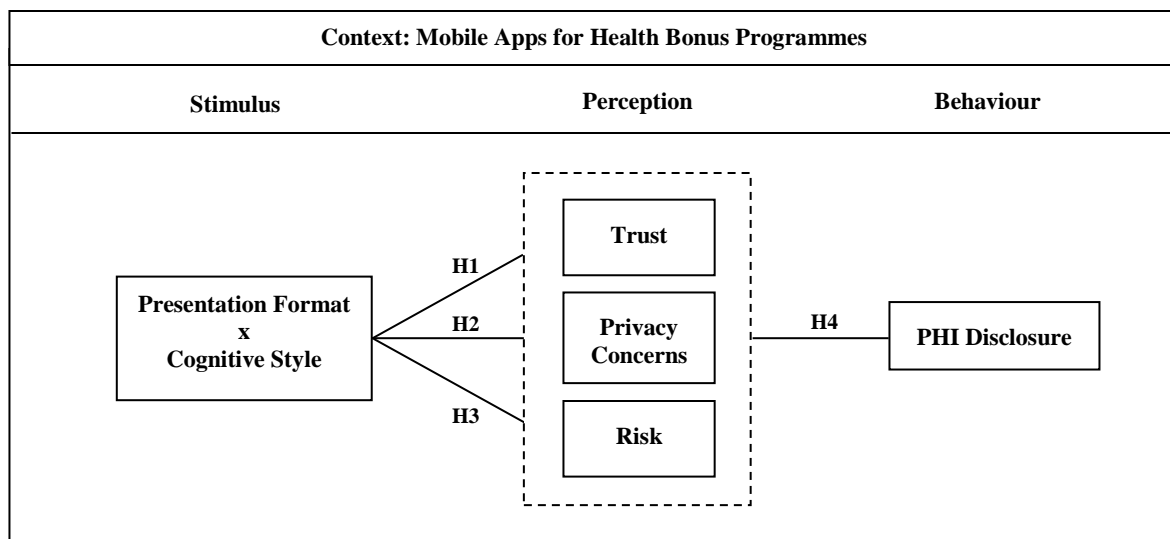 Context: Mobile Apps for Health Bonus Programmes
Stimulus
Perception
Behaviour
Presentation Format
x
Cognitive Style
H1
H2
H3
Trust
Privacy
Concerns
Risk
H4
PHI Disclosure